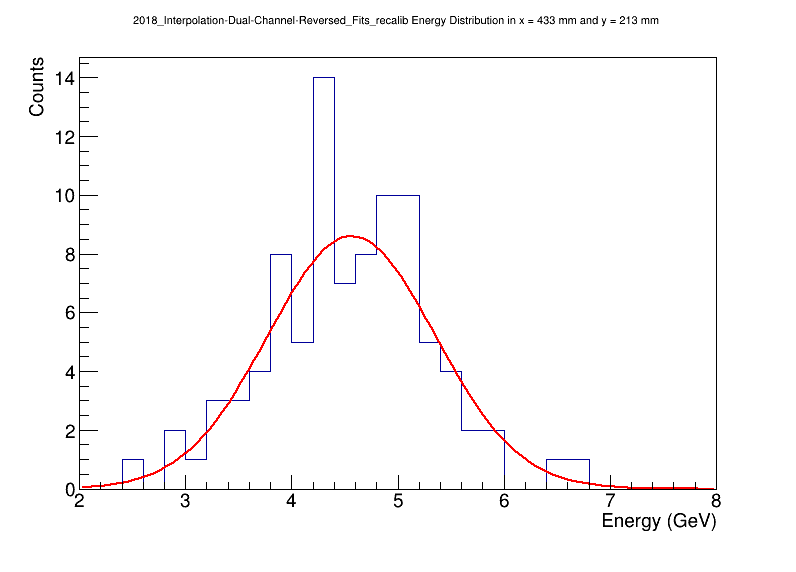 2018_Interpolation-Dual-Channel-Reversed_Fits_recalib Energy Distribution in x = 433 mm and y = 213 mm
Counts
14
12
10
8
6
4
2
0
2 3 4 5 6 7 8
Energy (GeV)